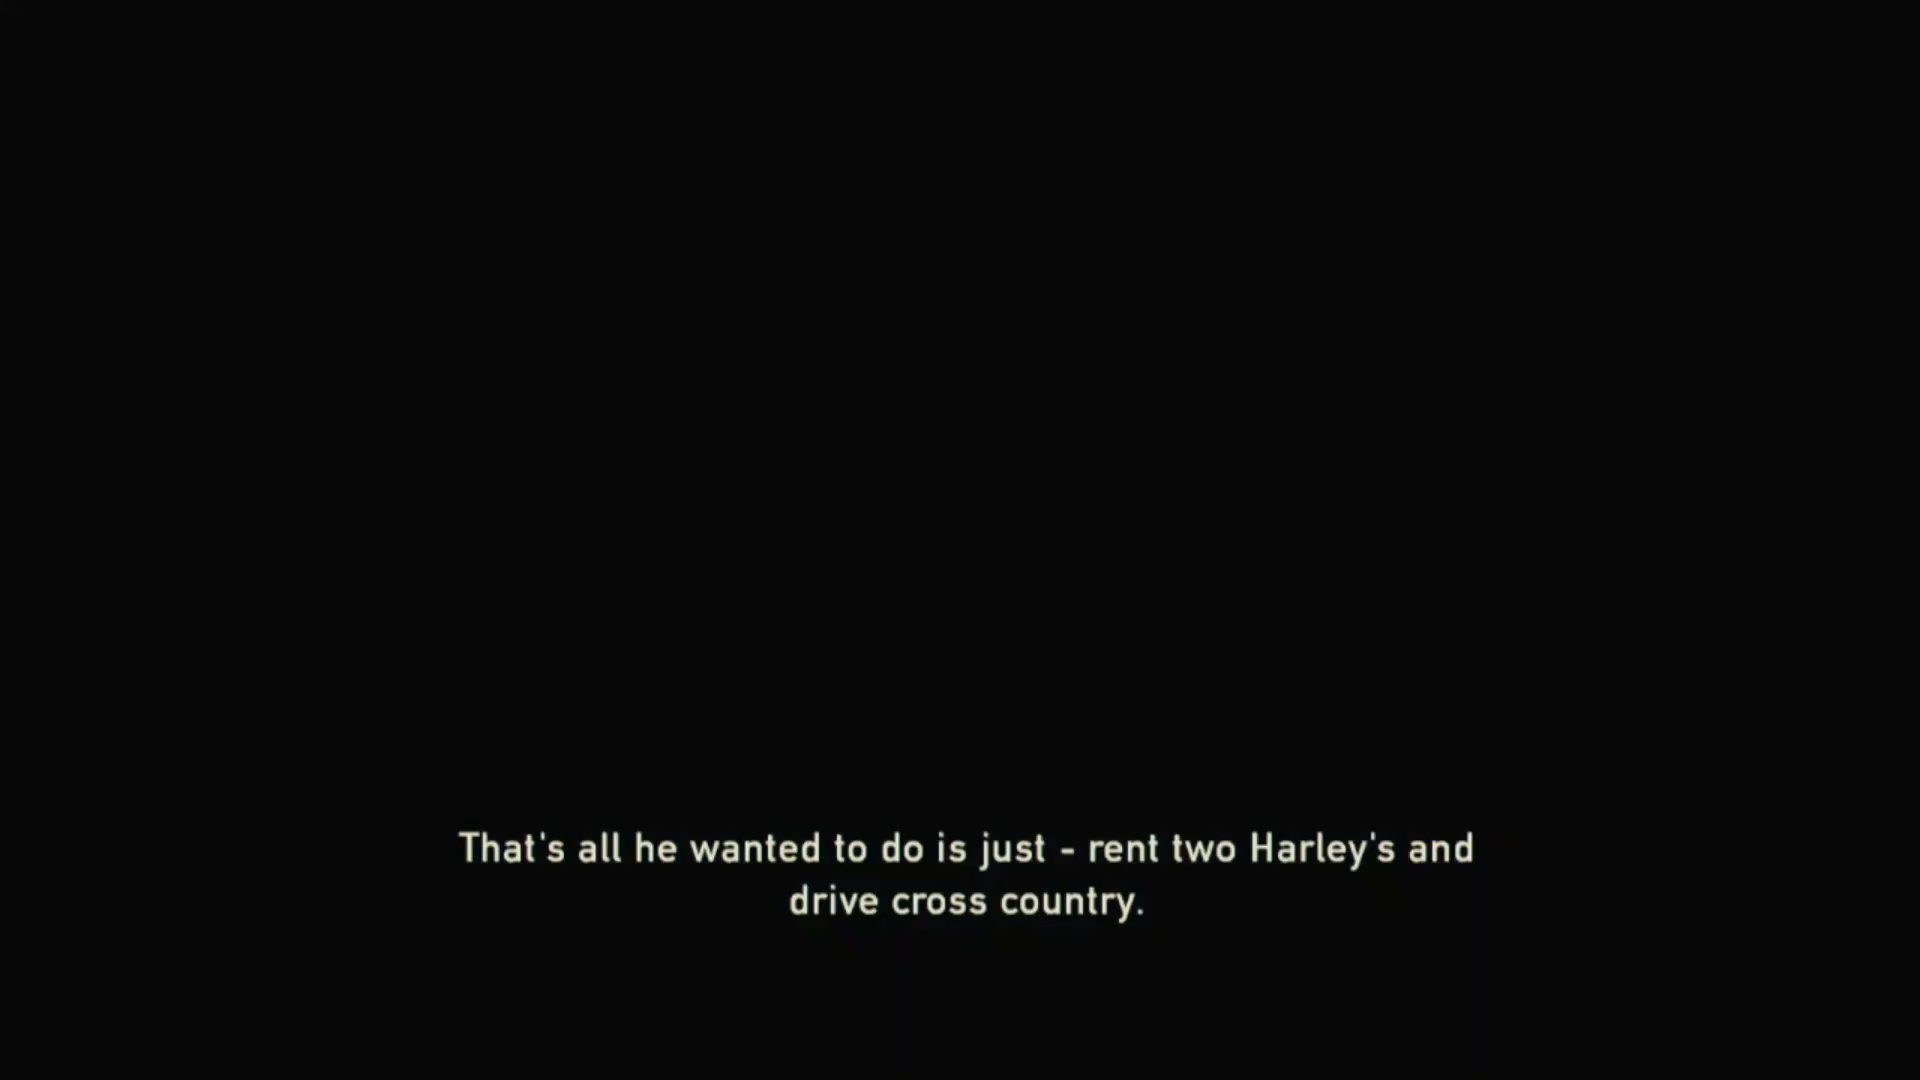 That's all he wanted to do is just - rent two Harley's and
drive cross country.